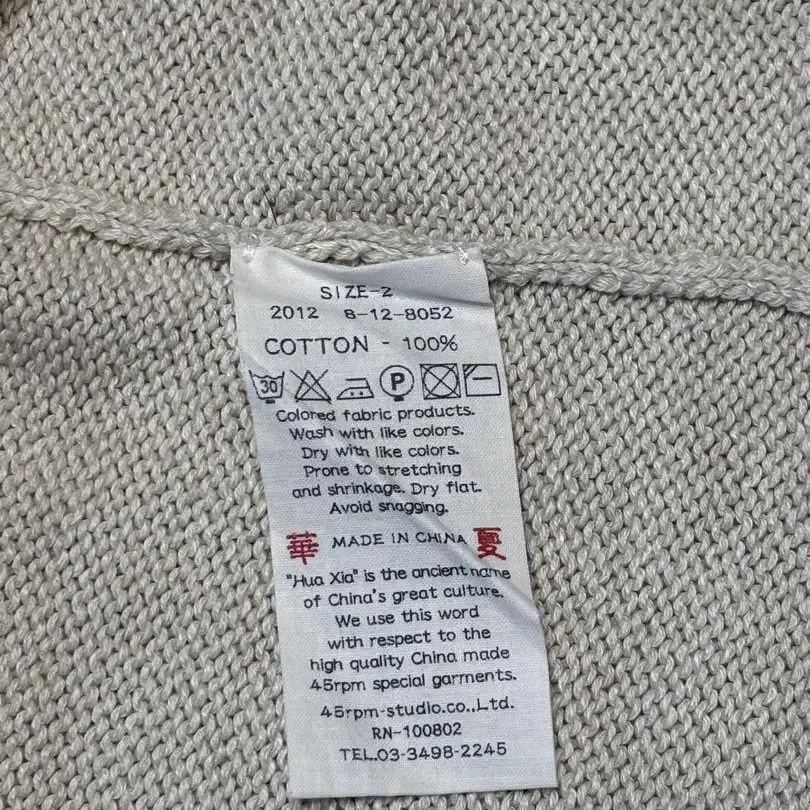 SIZE-2
2012 8-12-8052
COTTON - 100%
30 P
Colored fabric products.
Wash with like colors.
Dry with like colors.
Prone to stretching
and shrinkage. Dry flat.
Avoid snagging.
華 MADE IN CHINA 夏
"Hua Xia" is the ancient name
of China's great culture.
We use this word
with respect to the
high quality China made
45rpm special garments.
45rpm-studio.co.,Ltd.
RN-100802
TEL.03-3498-2245